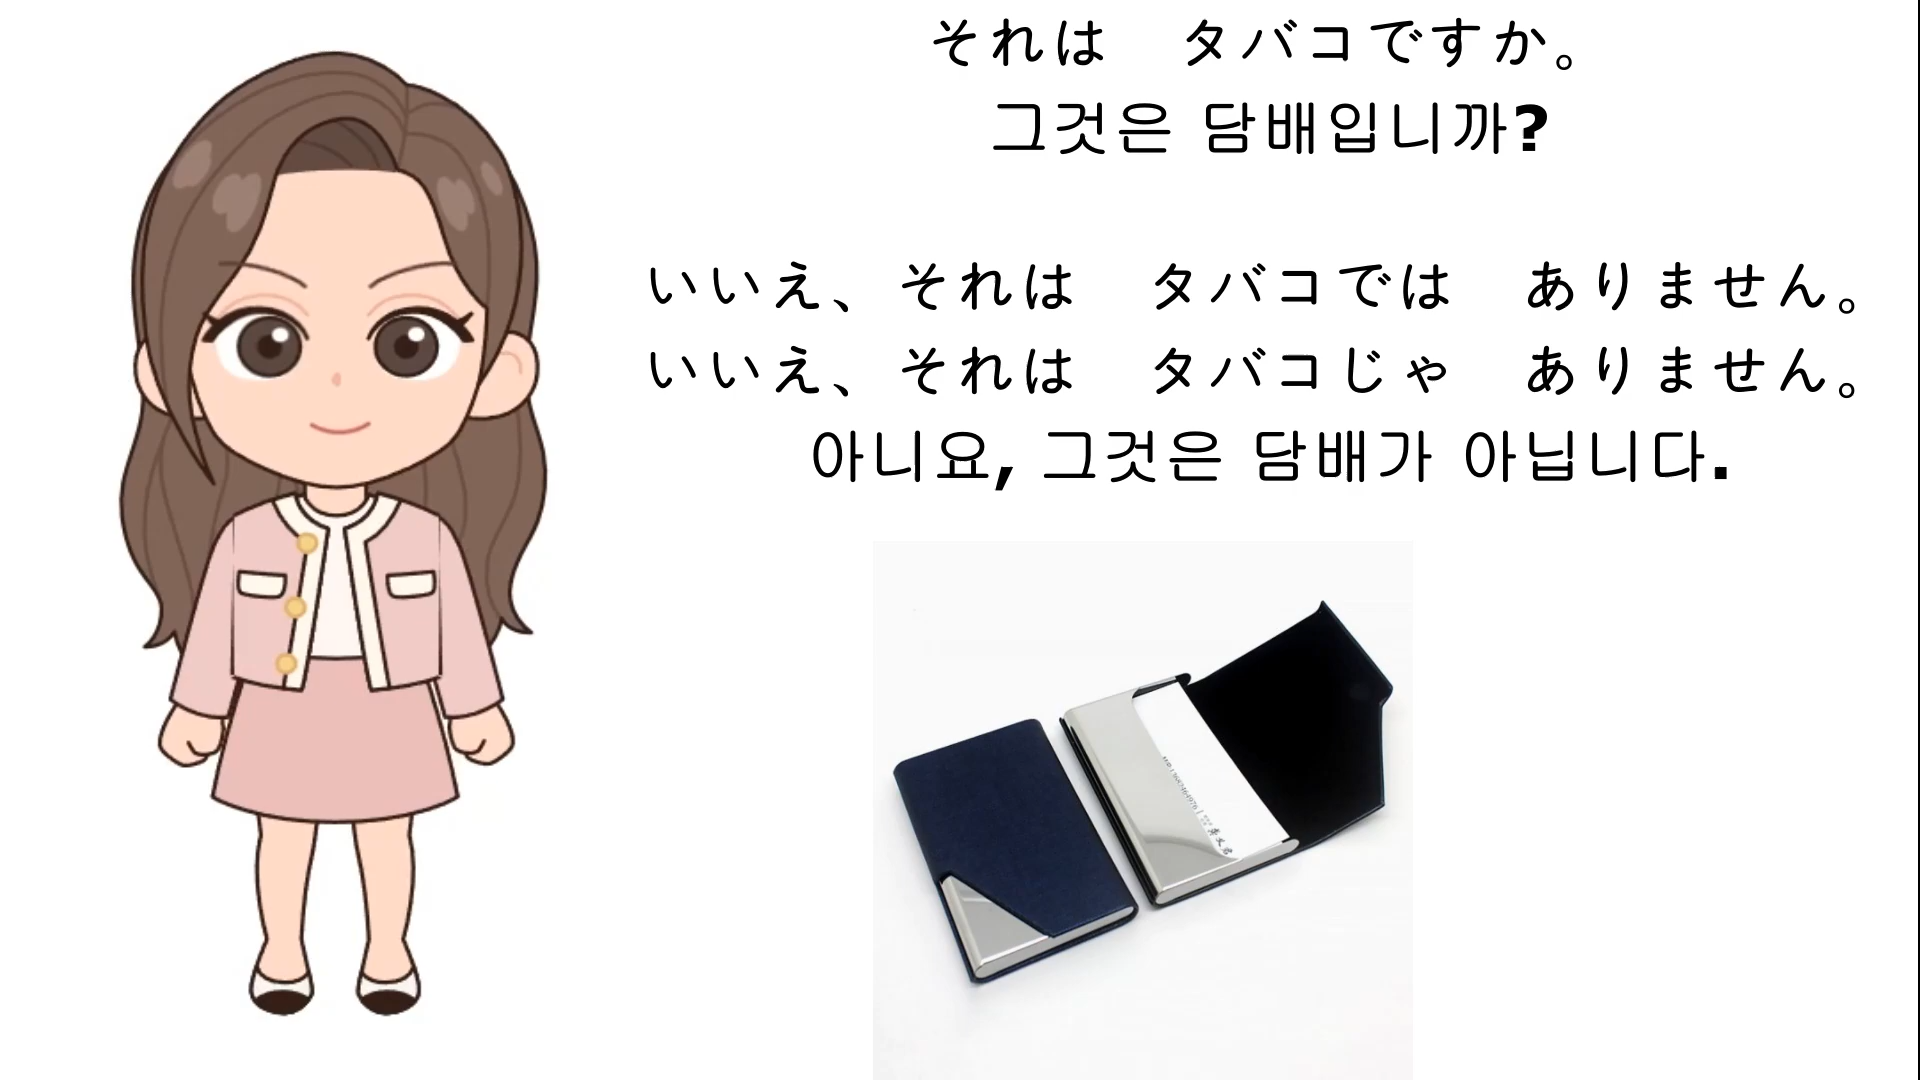 それは　タバコですか。
그것은 담배입니까?
いいえ、それは　タバコでは　ありません。
いいえ、それは　タバコじゃ　ありません。
아니요, 그것은 담배가 아닙니다.